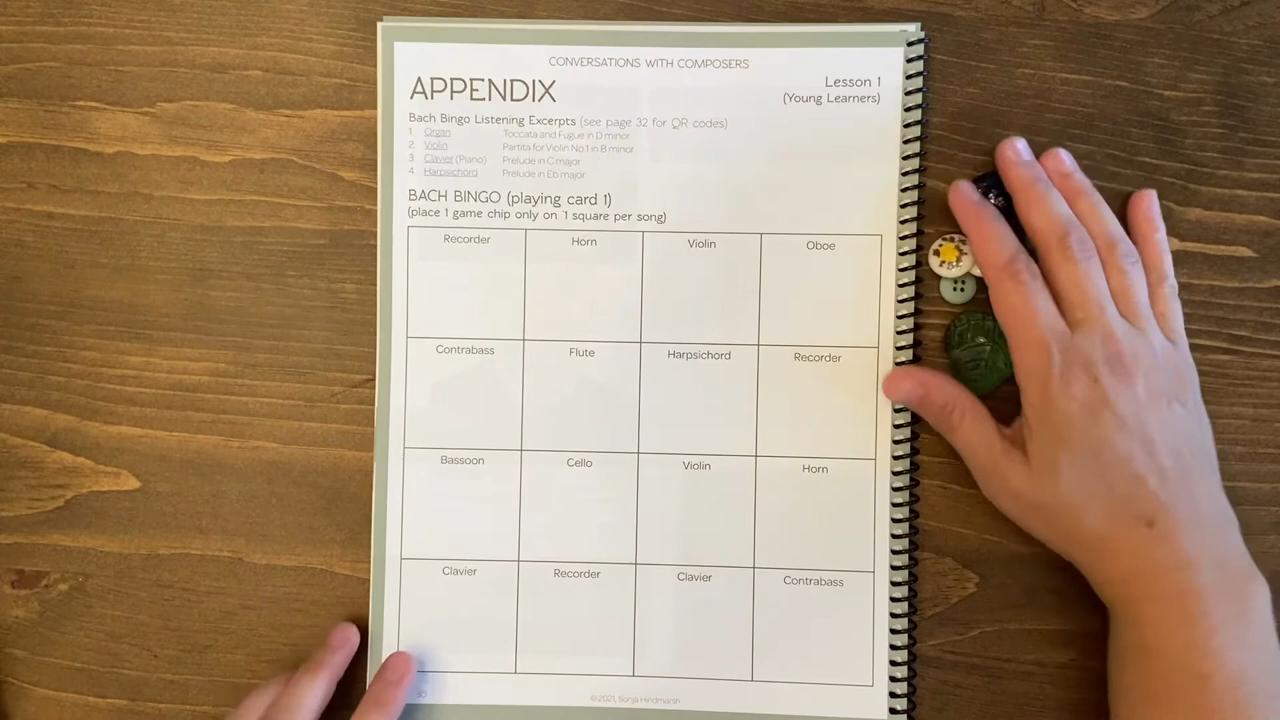 CONVERSATIONS WITH COMPOSERS
APPENDIX
Lesson 1
(Young Learners)
Bach Bingo Listening Excerpts (see page 32 for QR codes)
1. Organ Toccata and Fugue in D minor
2. Violin Partita for Violin No.1 in B minor
3. Clavier (Piano) Prelude in C major
4. Harpsichord Prelude in Eb major
BACH BINGO (playing card 1)
(place 1 game chip only on 1 square per song)
Recorder Horn Violin Oboe
Contrabass Flute Harpsichord Recorder
Bassoon Cello Violin Horn
Clavier Recorder Clavier Contrabass
©2021, Sonja Hindmarsh